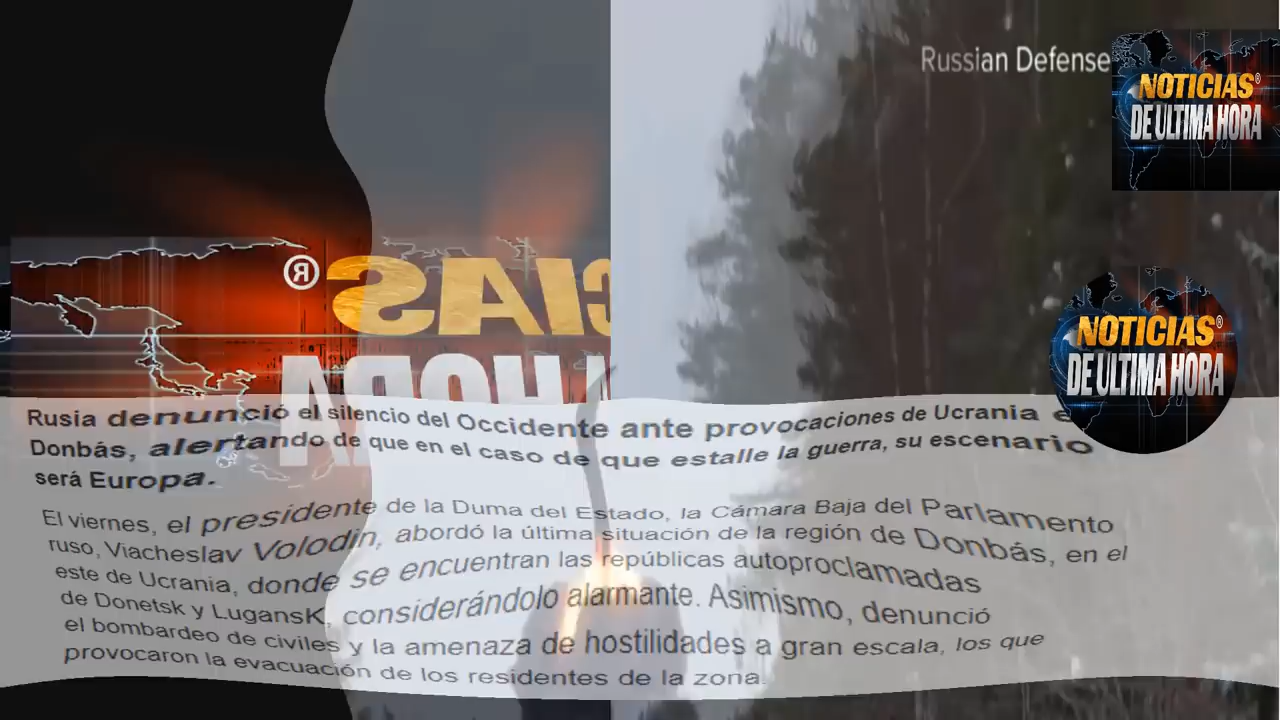 Russian Defense
NOTICIAS®
DE ULTIMA HORA
CIAS®
HORA
NOTICIAS®
DE ULTIMA HORA
Rusia denunció el silencio del Occidente ante provocaciones de Ucrania e
Donbás, alertando de que en el caso de que estalle la guerra, su escenario
será Europa.
El viernes, el presidente de la Duma del Estado, la Cámara Baja del Parlamento
ruso, Viacheslav Volodin, abordó la última situación de la región de Donbás, en el
este de Ucrania, donde se encuentran las repúblicas autoproclamadas
de Donetsk y LugansK, considerándolo alarmante. Asimismo, denunció
el bombardeo de civiles y la amenaza de hostilidades a gran escala, los que
provocaron la evacuación de los residentes de la zona.